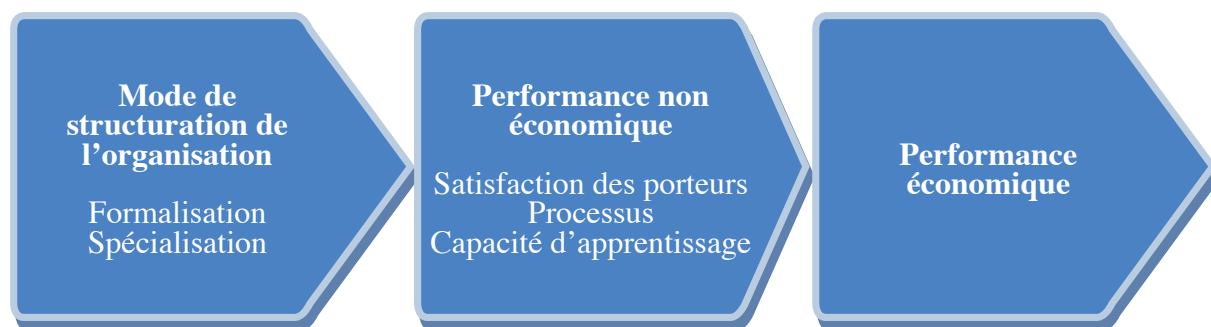 Mode de
structuration de
l’organisation
Formalisation
Spécialisation
Performance non
économique
Satisfaction des porteurs
Processus
Capacité d’apprentissage
Performance
économique